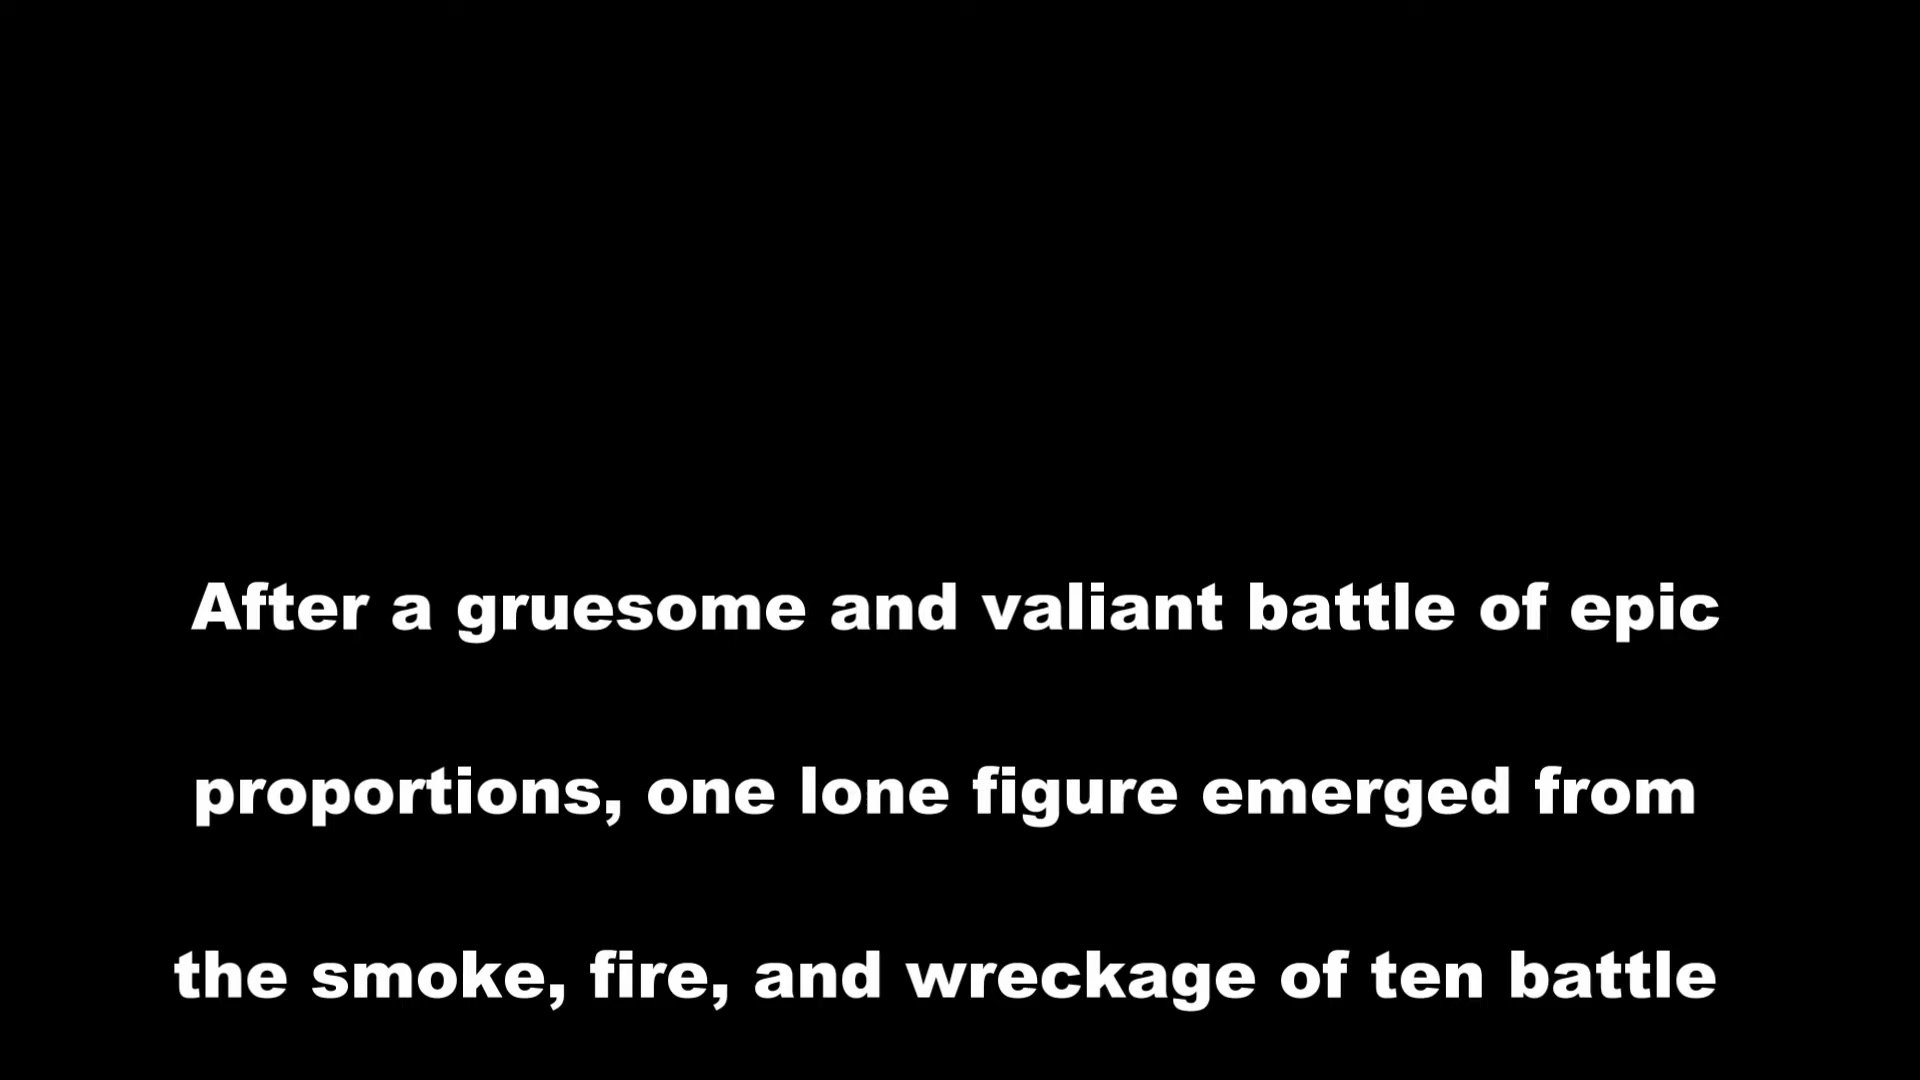 After a gruesome and valiant battle of epic
proportions, one lone figure emerged from
the smoke, fire, and wreckage of ten battle